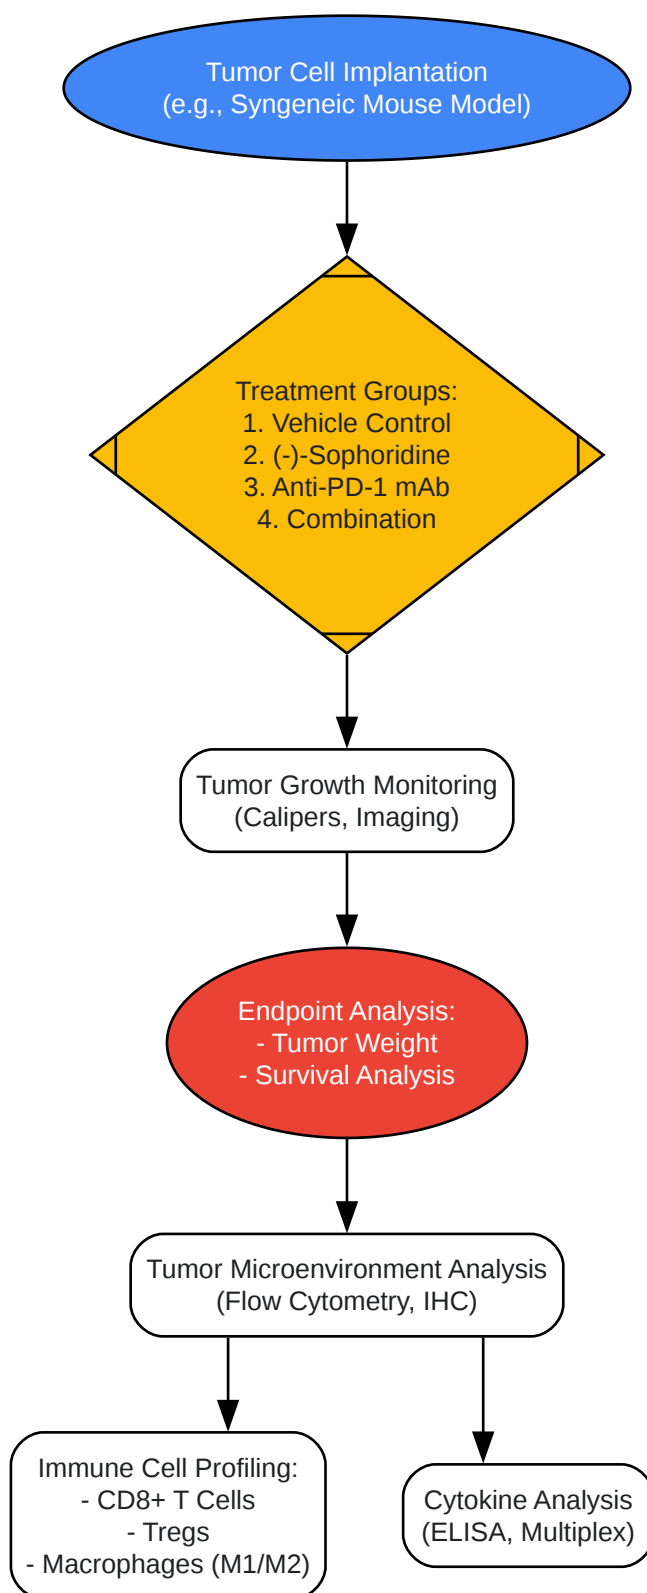 Tumor Cell Implantation
(e.g., Syngeneic Mouse Model)
Treatment Groups:
1. Vehicle Control
2. (-)-Sophoridine
3. Anti-PD-1 mAb
4. Combination
Tumor Growth Monitoring
(Calipers, Imaging)
Endpoint Analysis:
- Tumor Weight
- Survival Analysis
Tumor Microenvironment Analysis
(Flow Cytometry, IHC)
Immune Cell Profiling:
- CD8+ T Cells
- Tregs
- Macrophages (M1/M2)
Cytokine Analysis
(ELISA, Multiplex)